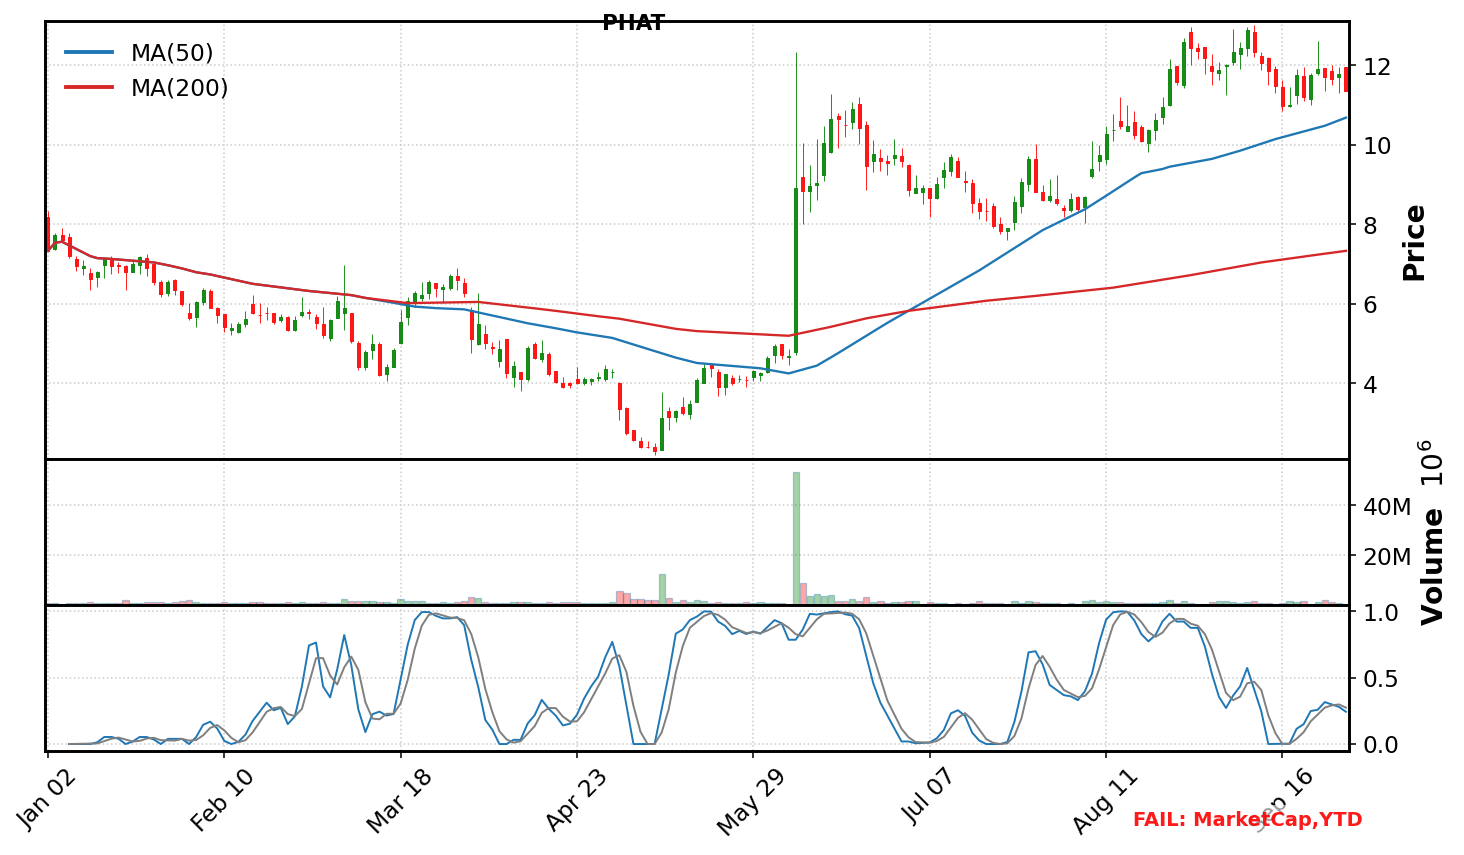 PHAT
MA(50)
MA(200)
12
10
8
6
4
Price
10⁶
40M
20M
Volume
1.0
0.5
0.0
Jan 02
Feb 10
Mar 18
Apr 23
May 29
Jul 07
Aug 11
Sep 16
FAIL: MarketCap,YTD